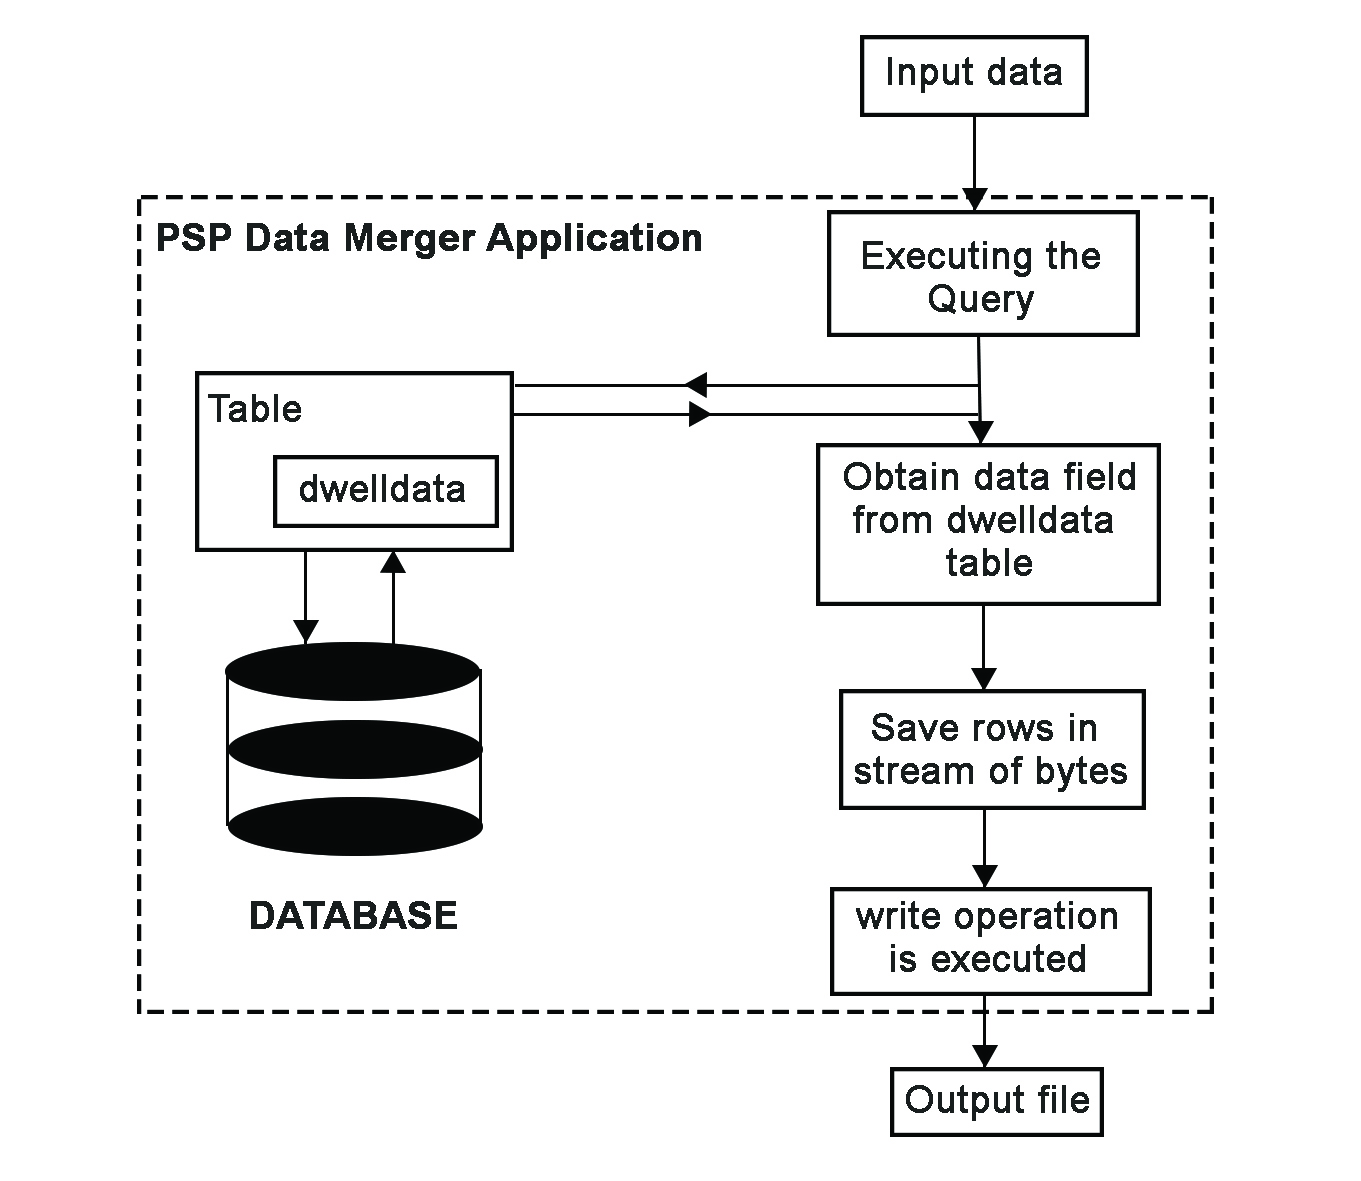 Input data
PSP Data Merger Application
Executing the
Query
Table
dwelldata
Obtain data field
from dwelldata
table
Save rows in
stream of bytes
DATABASE
write operation
is executed
Output file